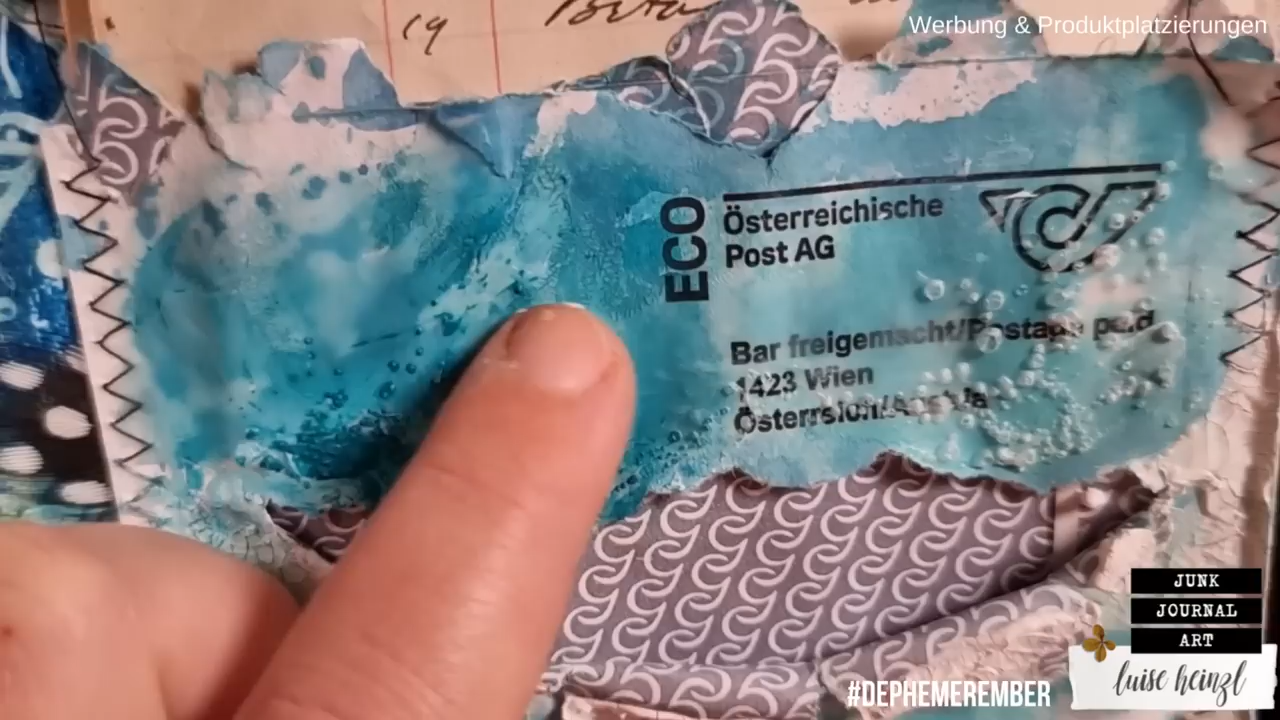 Werbung & Produktplatzierungen
19
ECO
Österreichische
Post AG
Bar freigemacht/Postage paid
1423 Wien
JUNK
JOURNAL
ART
luise heinzl
#DEPHEMEREMBER